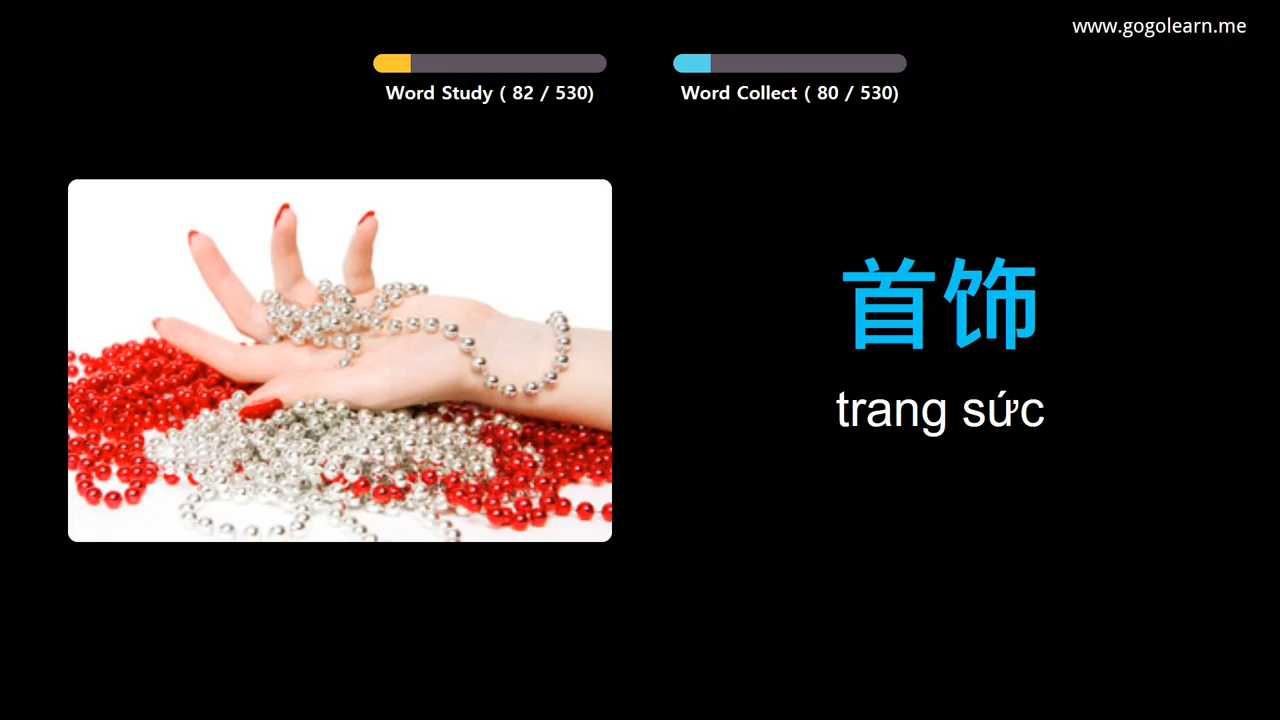 www.gogolearn.me
Word Study ( 82 / 530)
Word Collect ( 80 / 530)
首饰
trang sức